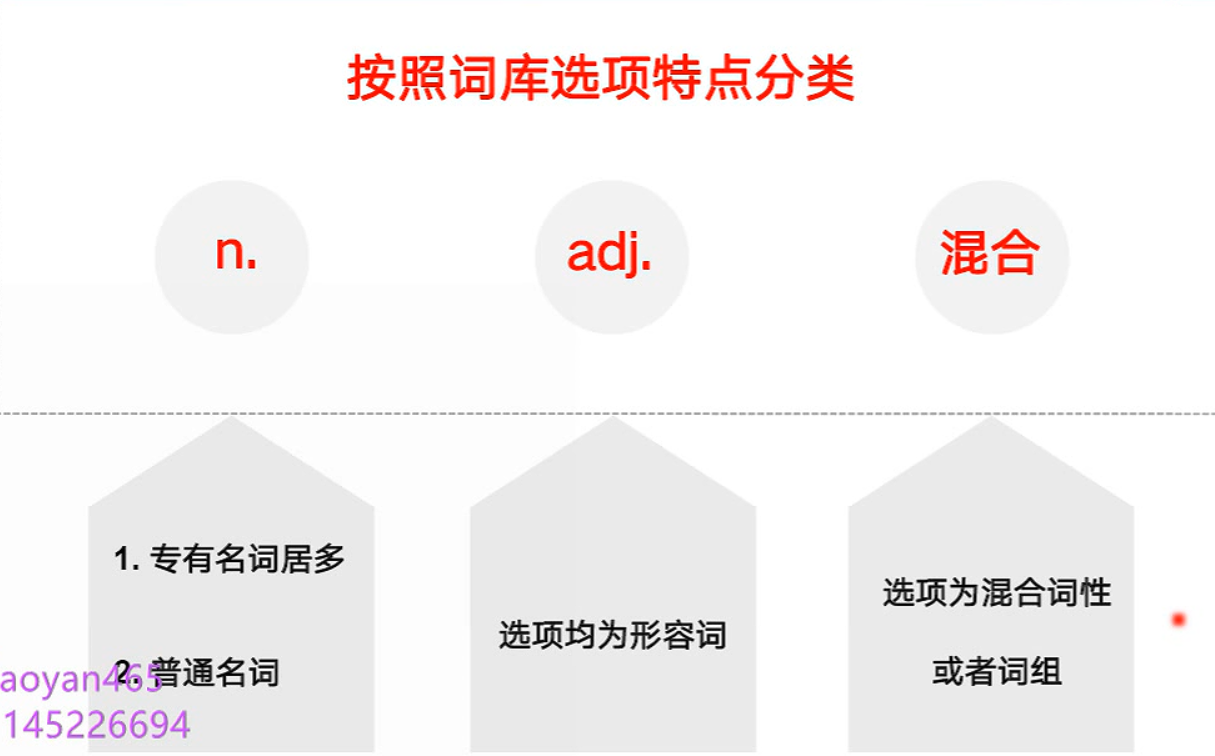 按照词库选项特点分类
n.
adj.
混合
1. 专有名词居多
2. 普通名词
选项均为形容词
选项为混合词性
或者词组
aoyan465
145226694